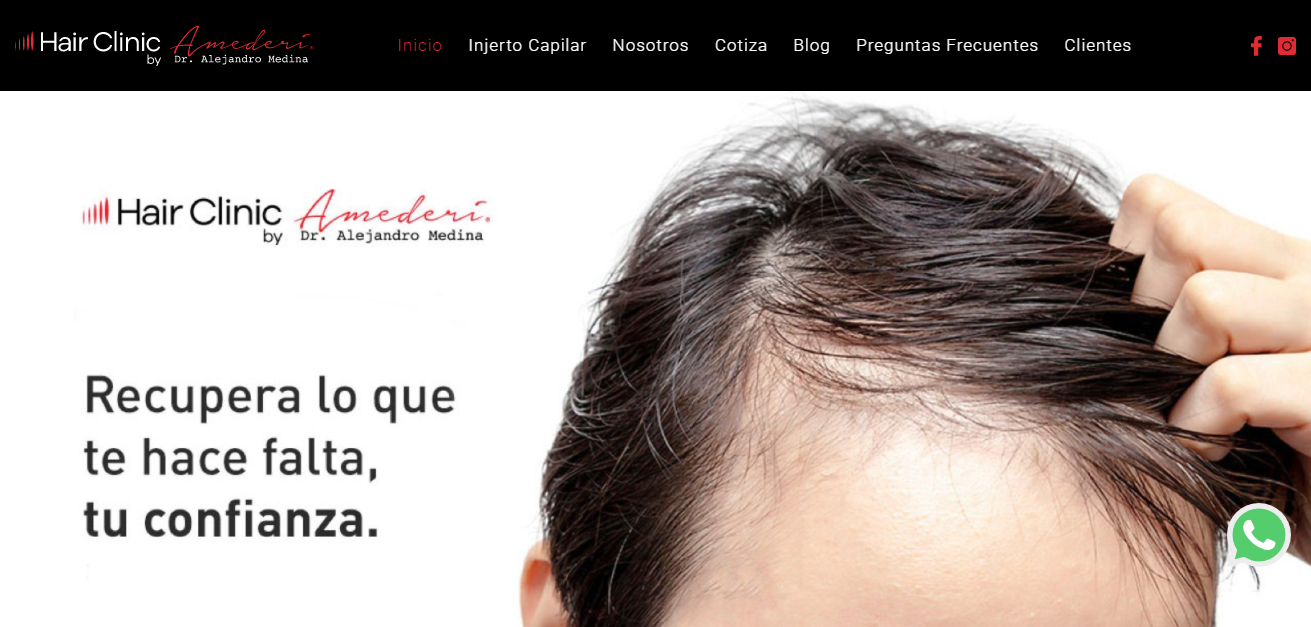 Hair Clinic Amederi.
by Dr. Alejandro Medina
Inicio Injerto Capilar Nosotros Cotiza Blog Preguntas Frecuentes Clientes
Hair Clinic Amederi.
by Dr. Alejandro Medina
Recupera lo que
te hace falta,
tu confianza.